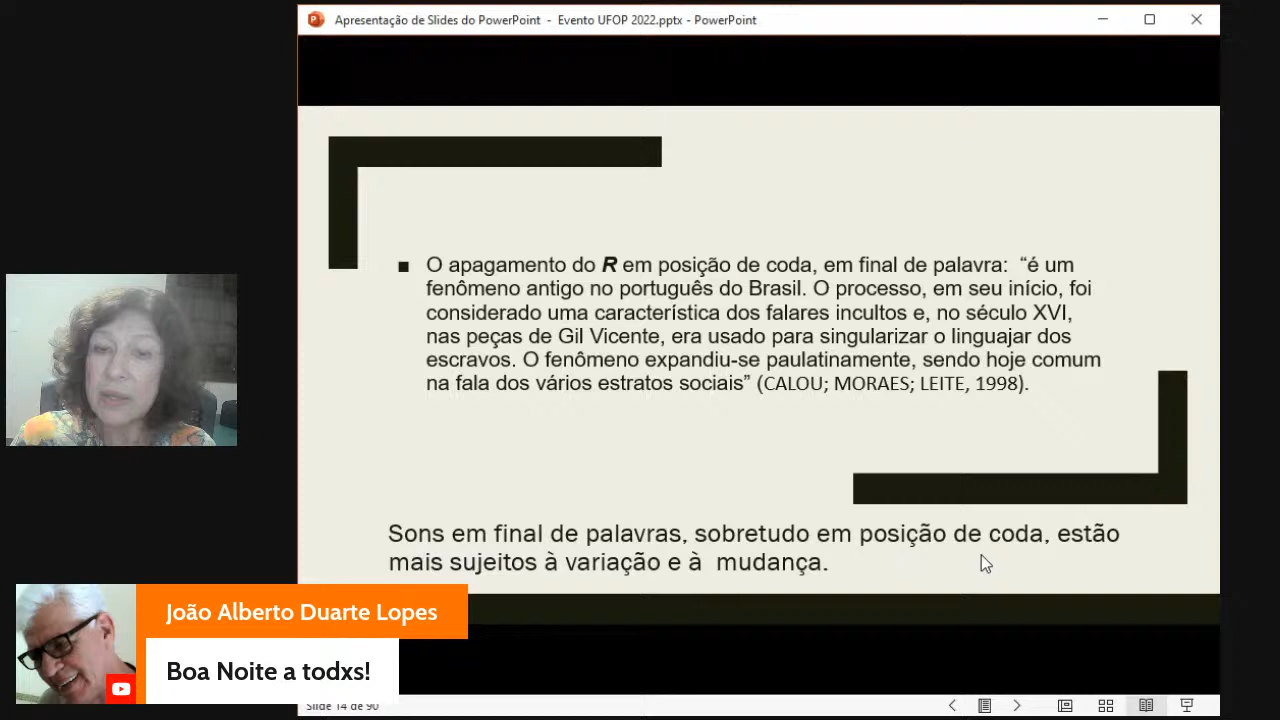 Apresentação de Slides do PowerPoint - Evento UFOP 2022.pptx - PowerPoint
■ O apagamento do R em posição de coda, em final de palavra: “é um
fenômeno antigo no português do Brasil. O processo, em seu início, foi
considerado uma característica dos falares incultos e, no século XVI,
nas peças de Gil Vicente, era usado para singularizar o linguajar dos
escravos. O fenômeno expandiu-se paulatinamente, sendo hoje comum
na fala dos vários estratos sociais” (CALOU; MORAES; LEITE, 1998).
Sons em final de palavras, sobretudo em posição de coda, estão
mais sujeitos à variação e à mudança.
João Alberto Duarte Lopes
Boa Noite a todxs!
Slide 14 de 90